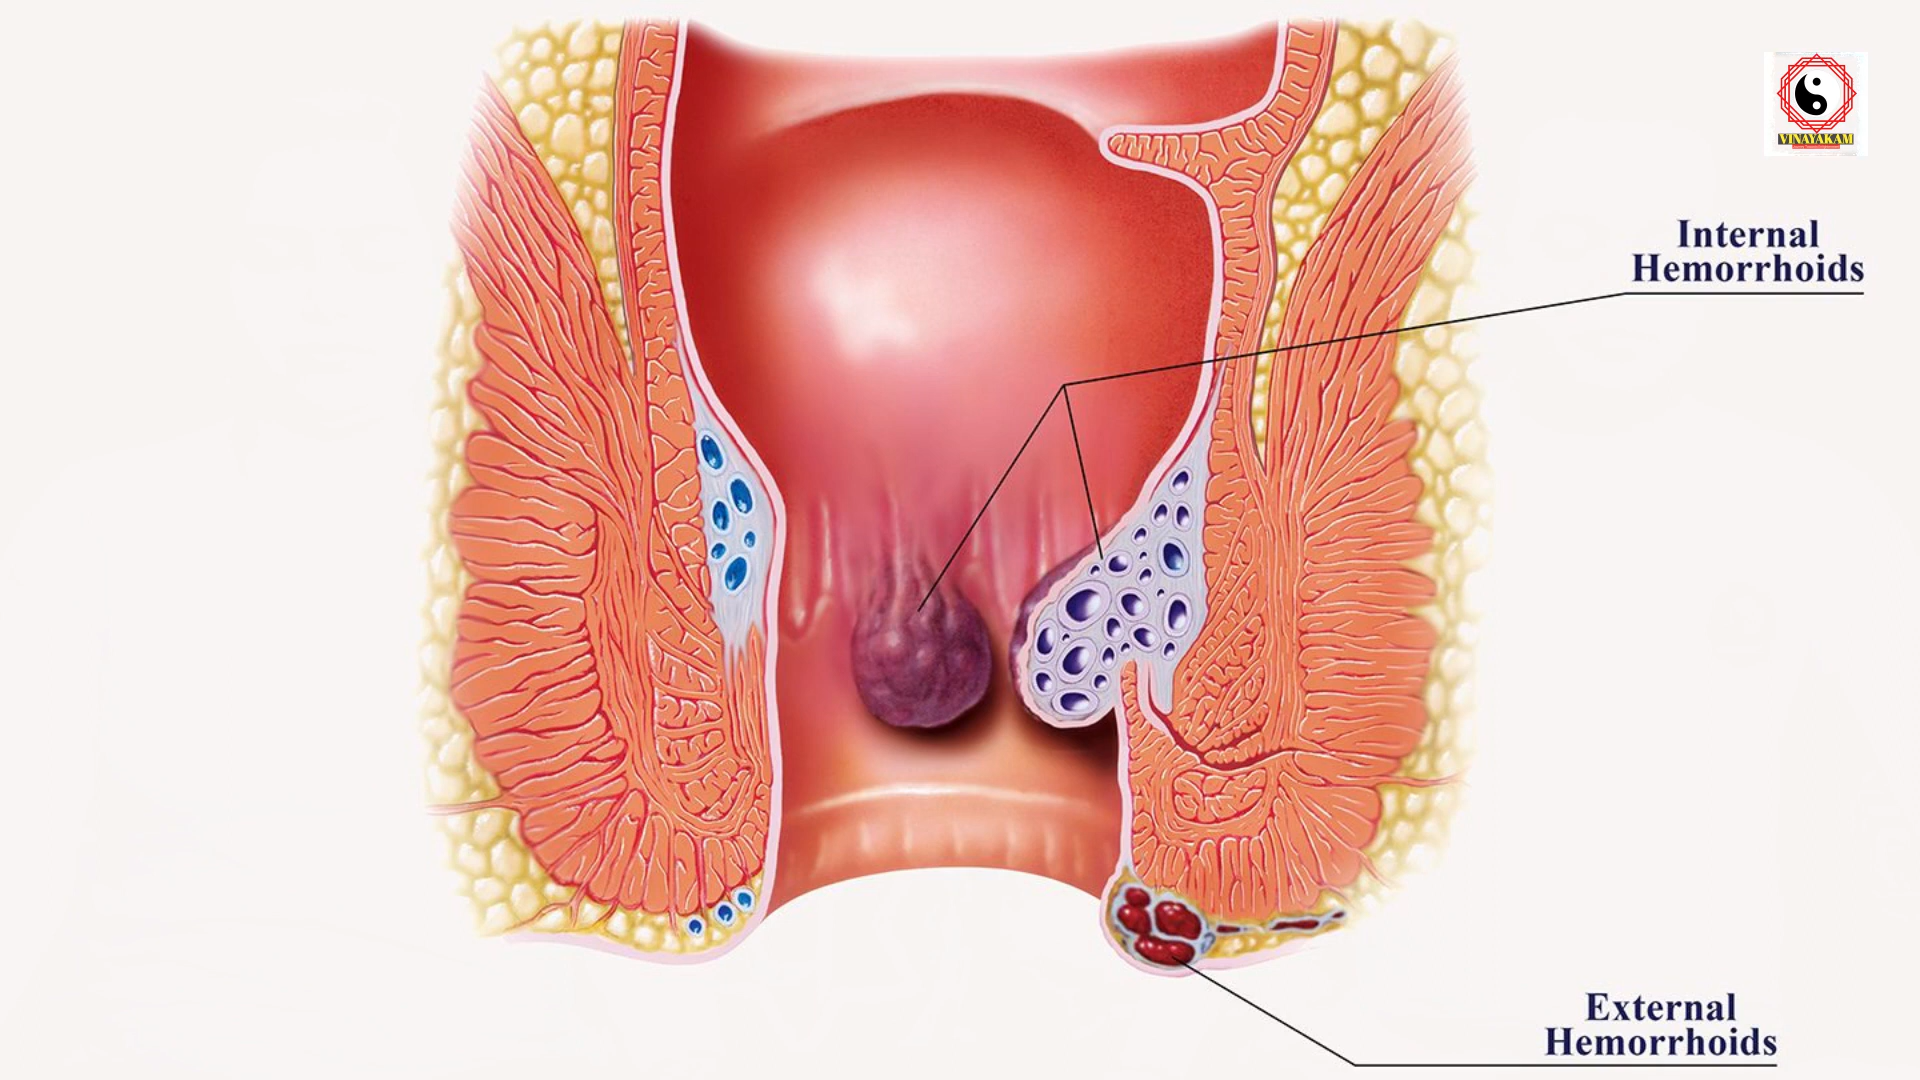 VINAYAKAM
Internal
Hemorrhoids
External
Hemorrhoids